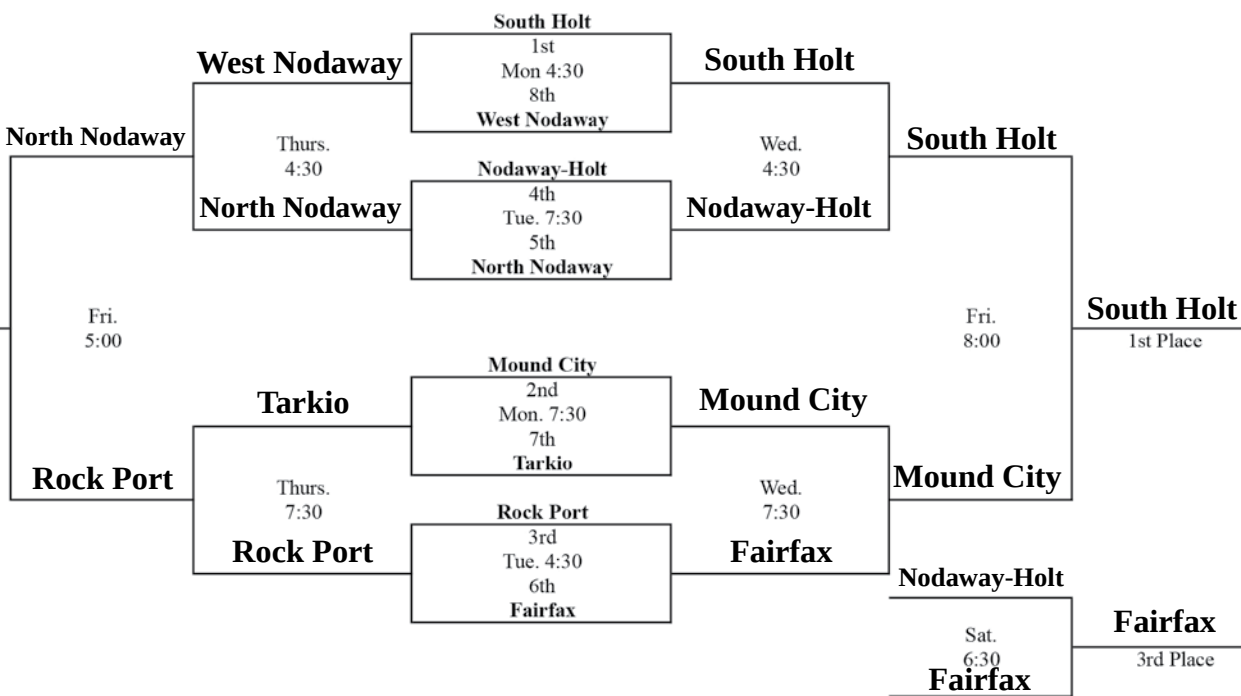 South Holt
1st
Mon 4:30
8th
West Nodaway
West Nodaway
South Holt
North Nodaway
Thurs.
4:30
Wed.
4:30
South Holt
Nodaway-Holt
4th
Tue. 7:30
5th
North Nodaway
North Nodaway
Nodaway-Holt
Fri.
5:00
Fri.
8:00
South Holt
1st Place
Mound City
2nd
Mon. 7:30
7th
Tarkio
Tarkio
Mound City
Rock Port
Thurs.
7:30
Wed.
7:30
Mound City
Rock Port
3rd
Tue. 4:30
6th
Fairfax
Rock Port
Fairfax
Nodaway-Holt
Sat.
6:30
Fairfax
Fairfax
3rd Place